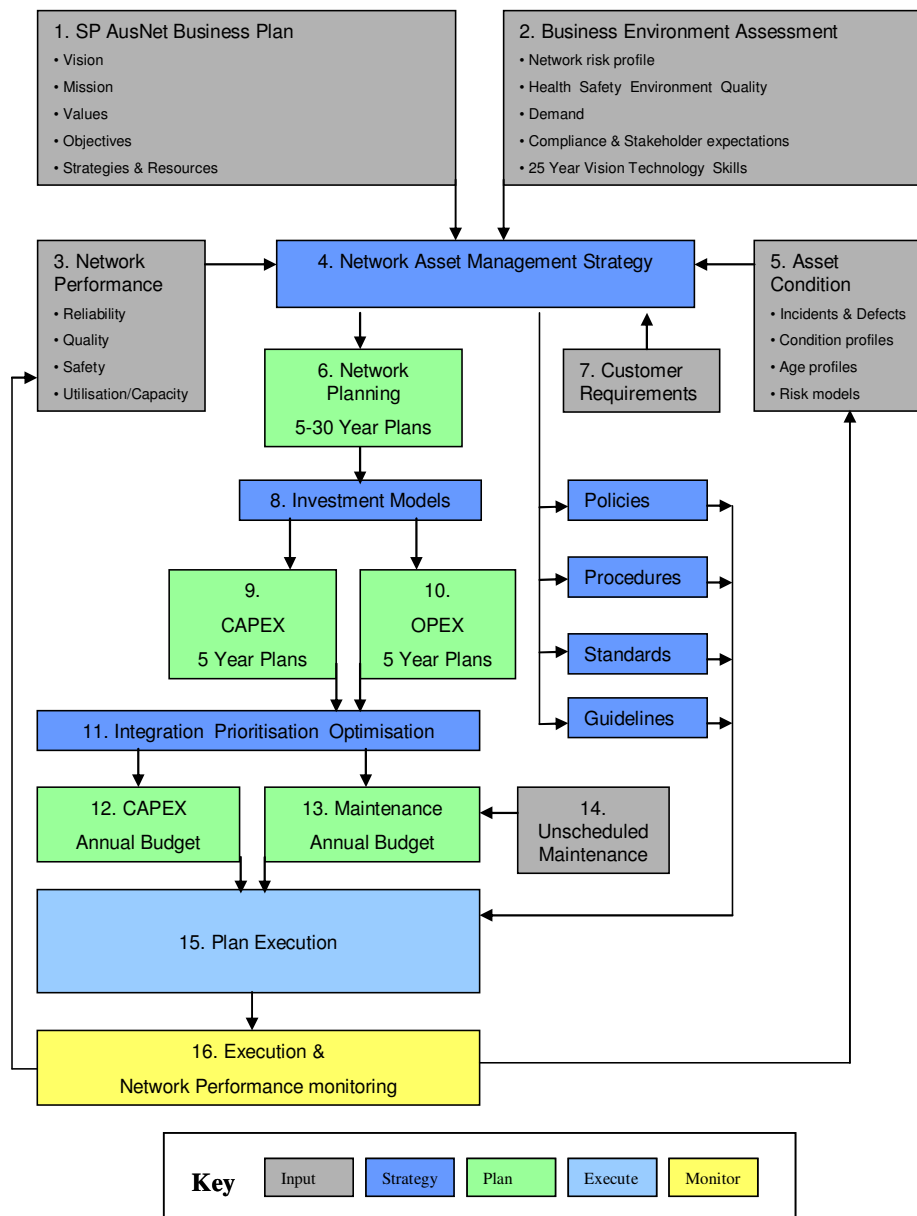 1. SP AusNet Business Plan
• Vision
• Mission
• Values
• Objectives
• Strategies & Resources
2. Business Environment Assessment
• Network risk profile
• Health Safety Environment Quality
• Demand
• Compliance & Stakeholder expectations
• 25 Year Vision Technology Skills
3. Network
Performance
• Reliability
• Quality
• Safety
• Utilisation/Capacity
4. Network Asset Management Strategy
5. Asset
Condition
• Incidents & Defects
• Condition profiles
• Age profiles
• Risk models
6. Network
Planning
5-30 Year Plans
7. Customer
Requirements
8. Investment Models
Policies
9.
CAPEX
5 Year Plans
10.
OPEX
5 Year Plans
Procedures
Standards
Guidelines
11. Integration Prioritisation Optimisation
12. CAPEX
Annual Budget
13. Maintenance
Annual Budget
14.
Unscheduled
Maintenance
15. Plan Execution
16. Execution &
Network Performance monitoring
Key
Input
Strategy
Plan
Execute
Monitor